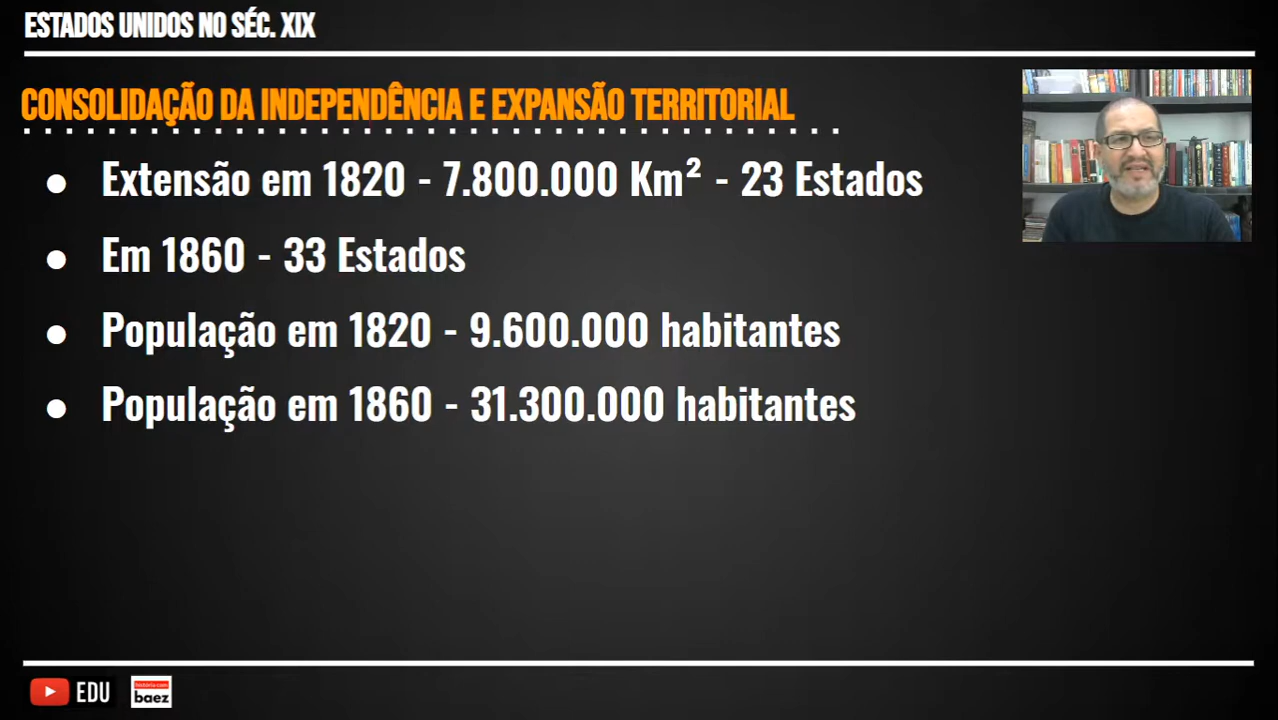 ESTADOS UNIDOS NO SÉC. XIX
CONSOLIDAÇÃO DA INDEPENDÊNCIA E EXPANSÃO TERRITORIAL
● Extensão em 1820 - 7.800.000 Km² - 23 Estados
● Em 1860 - 33 Estados
● População em 1820 - 9.600.000 habitantes
● População em 1860 - 31.300.000 habitantes
EDU
história com
baez